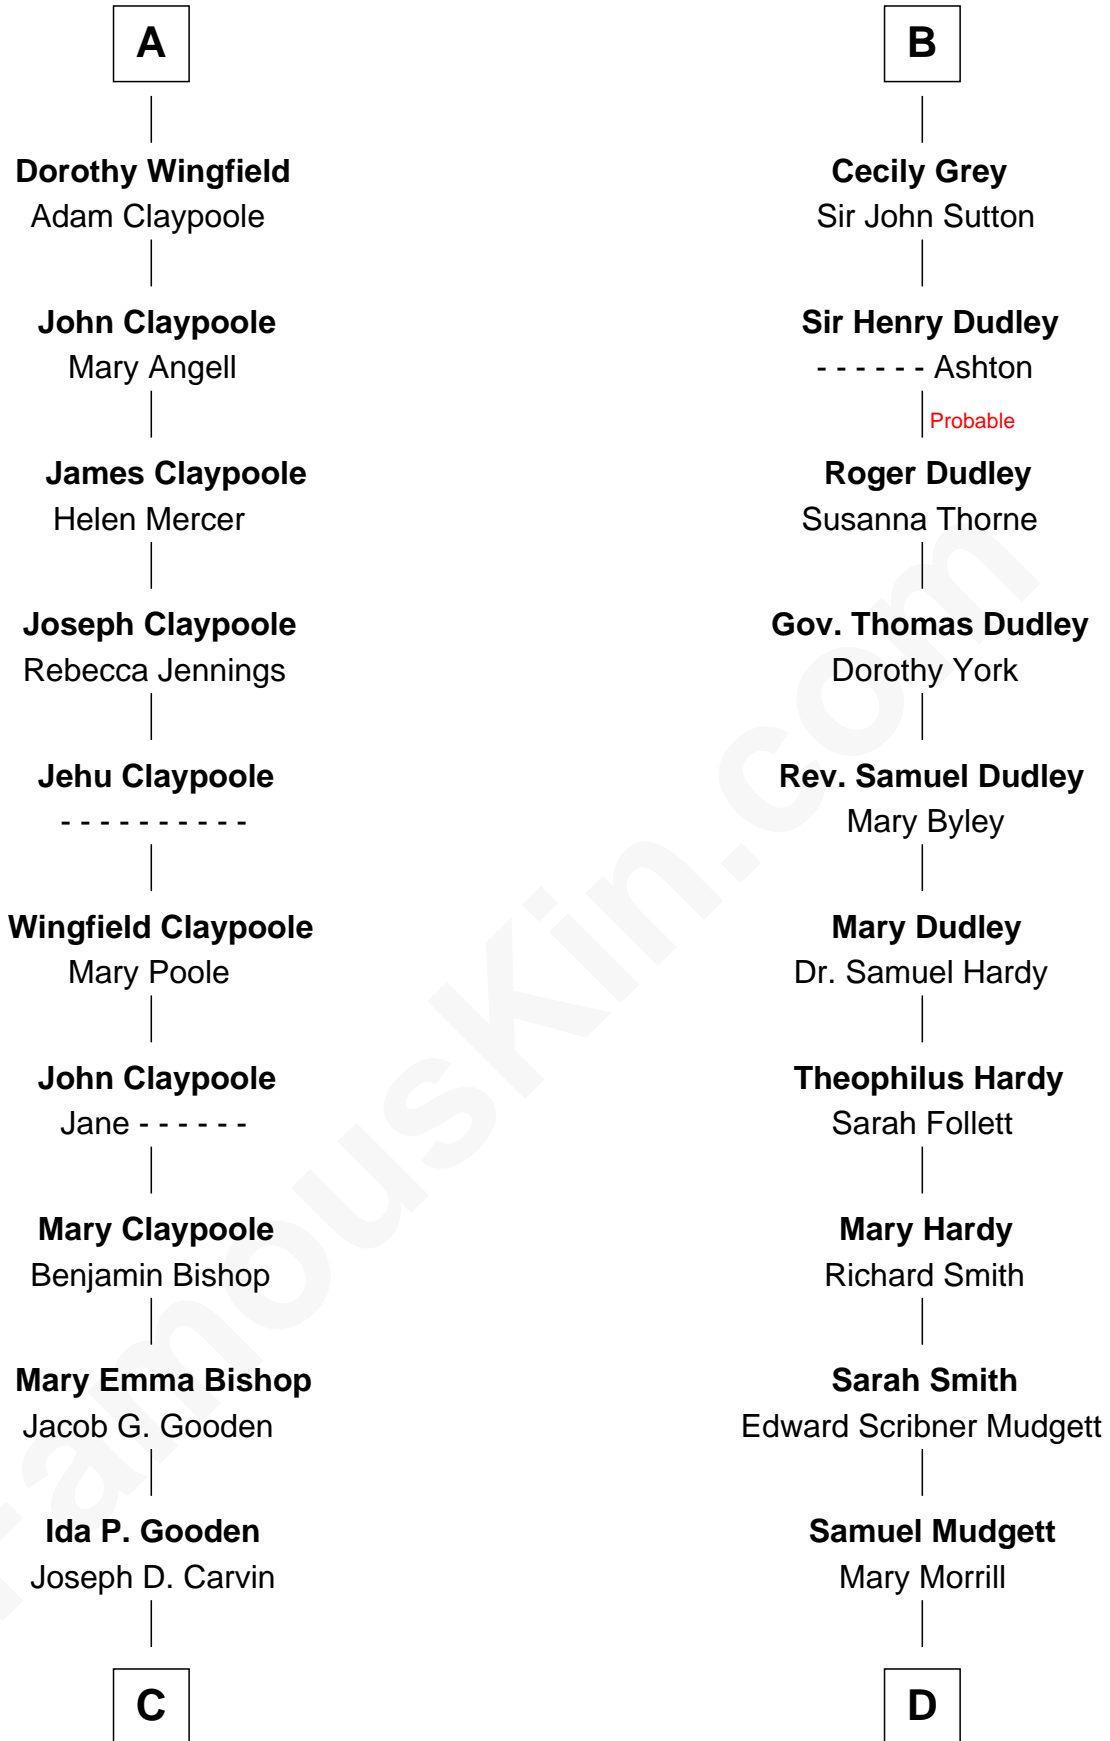 A
Dorothy Wingfield
Adam Claypoole
John Claypoole
Mary Angell
James Claypoole
Helen Mercer
Joseph Claypoole
Rebecca Jennings
Jehu Claypoole
- - - - - - - - - -
Wingfield Claypoole
Mary Poole
John Claypoole
Jane - - - - - -
Mary Claypoole
Benjamin Bishop
Mary Emma Bishop
Jacob G. Gooden
Ida P. Gooden
Joseph D. Carvin
C
B
Cecily Grey
Sir John Sutton
Sir Henry Dudley
- - - - - - Ashton
Probable
Roger Dudley
Susanna Thorne
Gov. Thomas Dudley
Dorothy York
Rev. Samuel Dudley
Mary Byley
Mary Dudley
Dr. Samuel Hardy
Theophilus Hardy
Sarah Follett
Mary Hardy
Richard Smith
Sarah Smith
Edward Scribner Mudgett
Samuel Mudgett
Mary Morrill
D
FamousKin.com